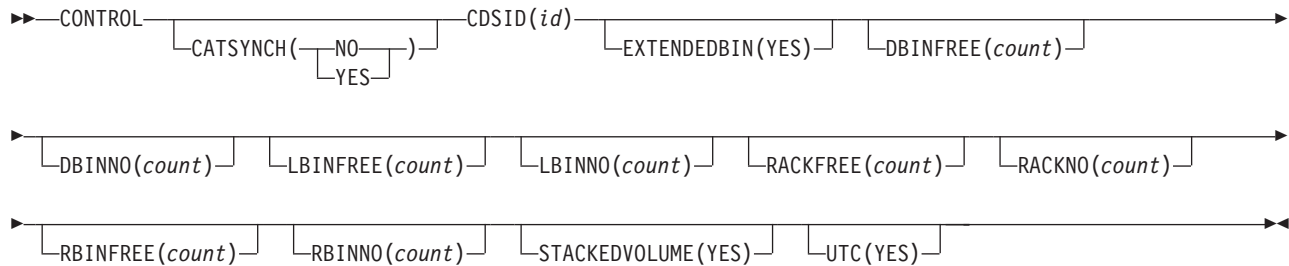 CONTROL CATSYNCH( NO ) CDSID(id) EXTENDEDBIN(YES) DBINFREE(count)
YES
DBINNO(count) LBINFREE(count) LBINNO(count) RACKFREE(count) RACKNO(count)
RBINFREE(count) RBINNO(count) STACKEDVOLUME(YES) UTC(YES)